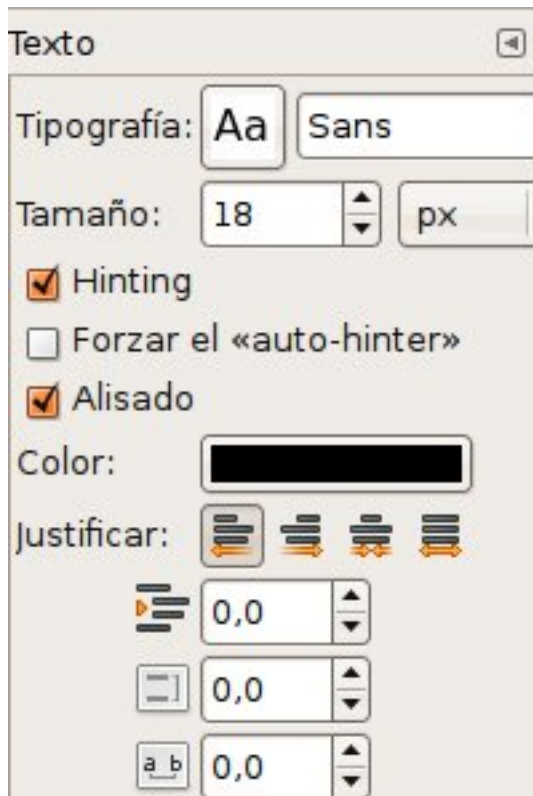 Texto
Tipografía: Aa Sans
Tamaño: 18 px
Hinting
Forzar el «auto-hinter»
Alisado
Color:
Justificar:
0,0
0,0
a b 0,0